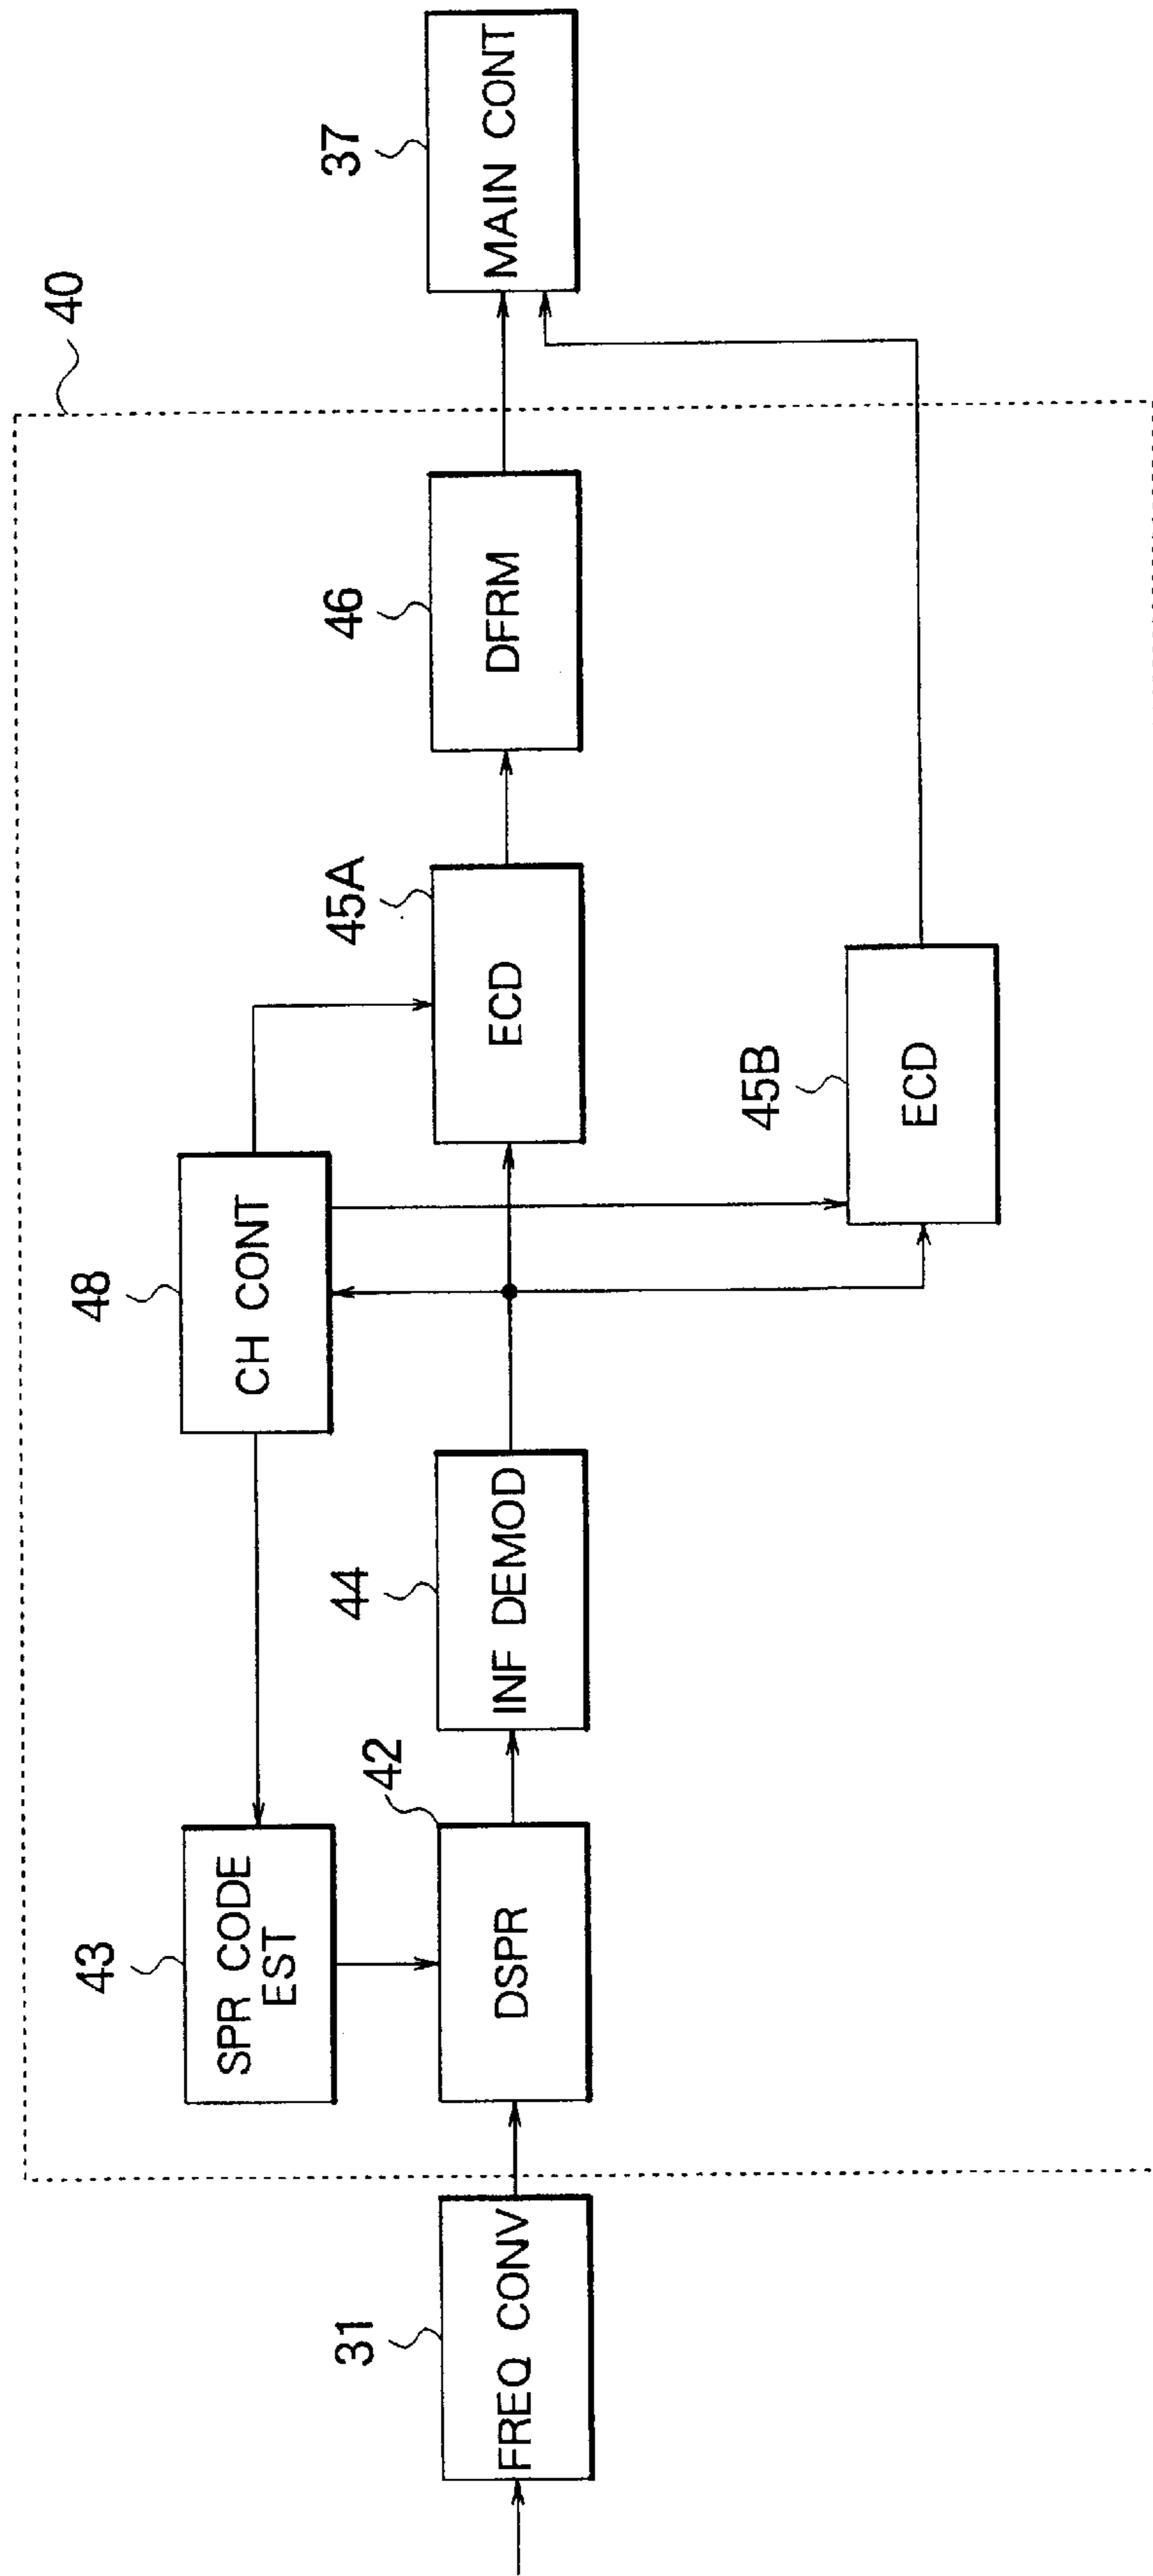 40
48
CH CONT
43
SPR CODE
EST
31
FREQ CONV
42
DSPR
44
INF DEMOD
45A
ECD
46
DFRM
37
MAIN CONT
45B
ECD